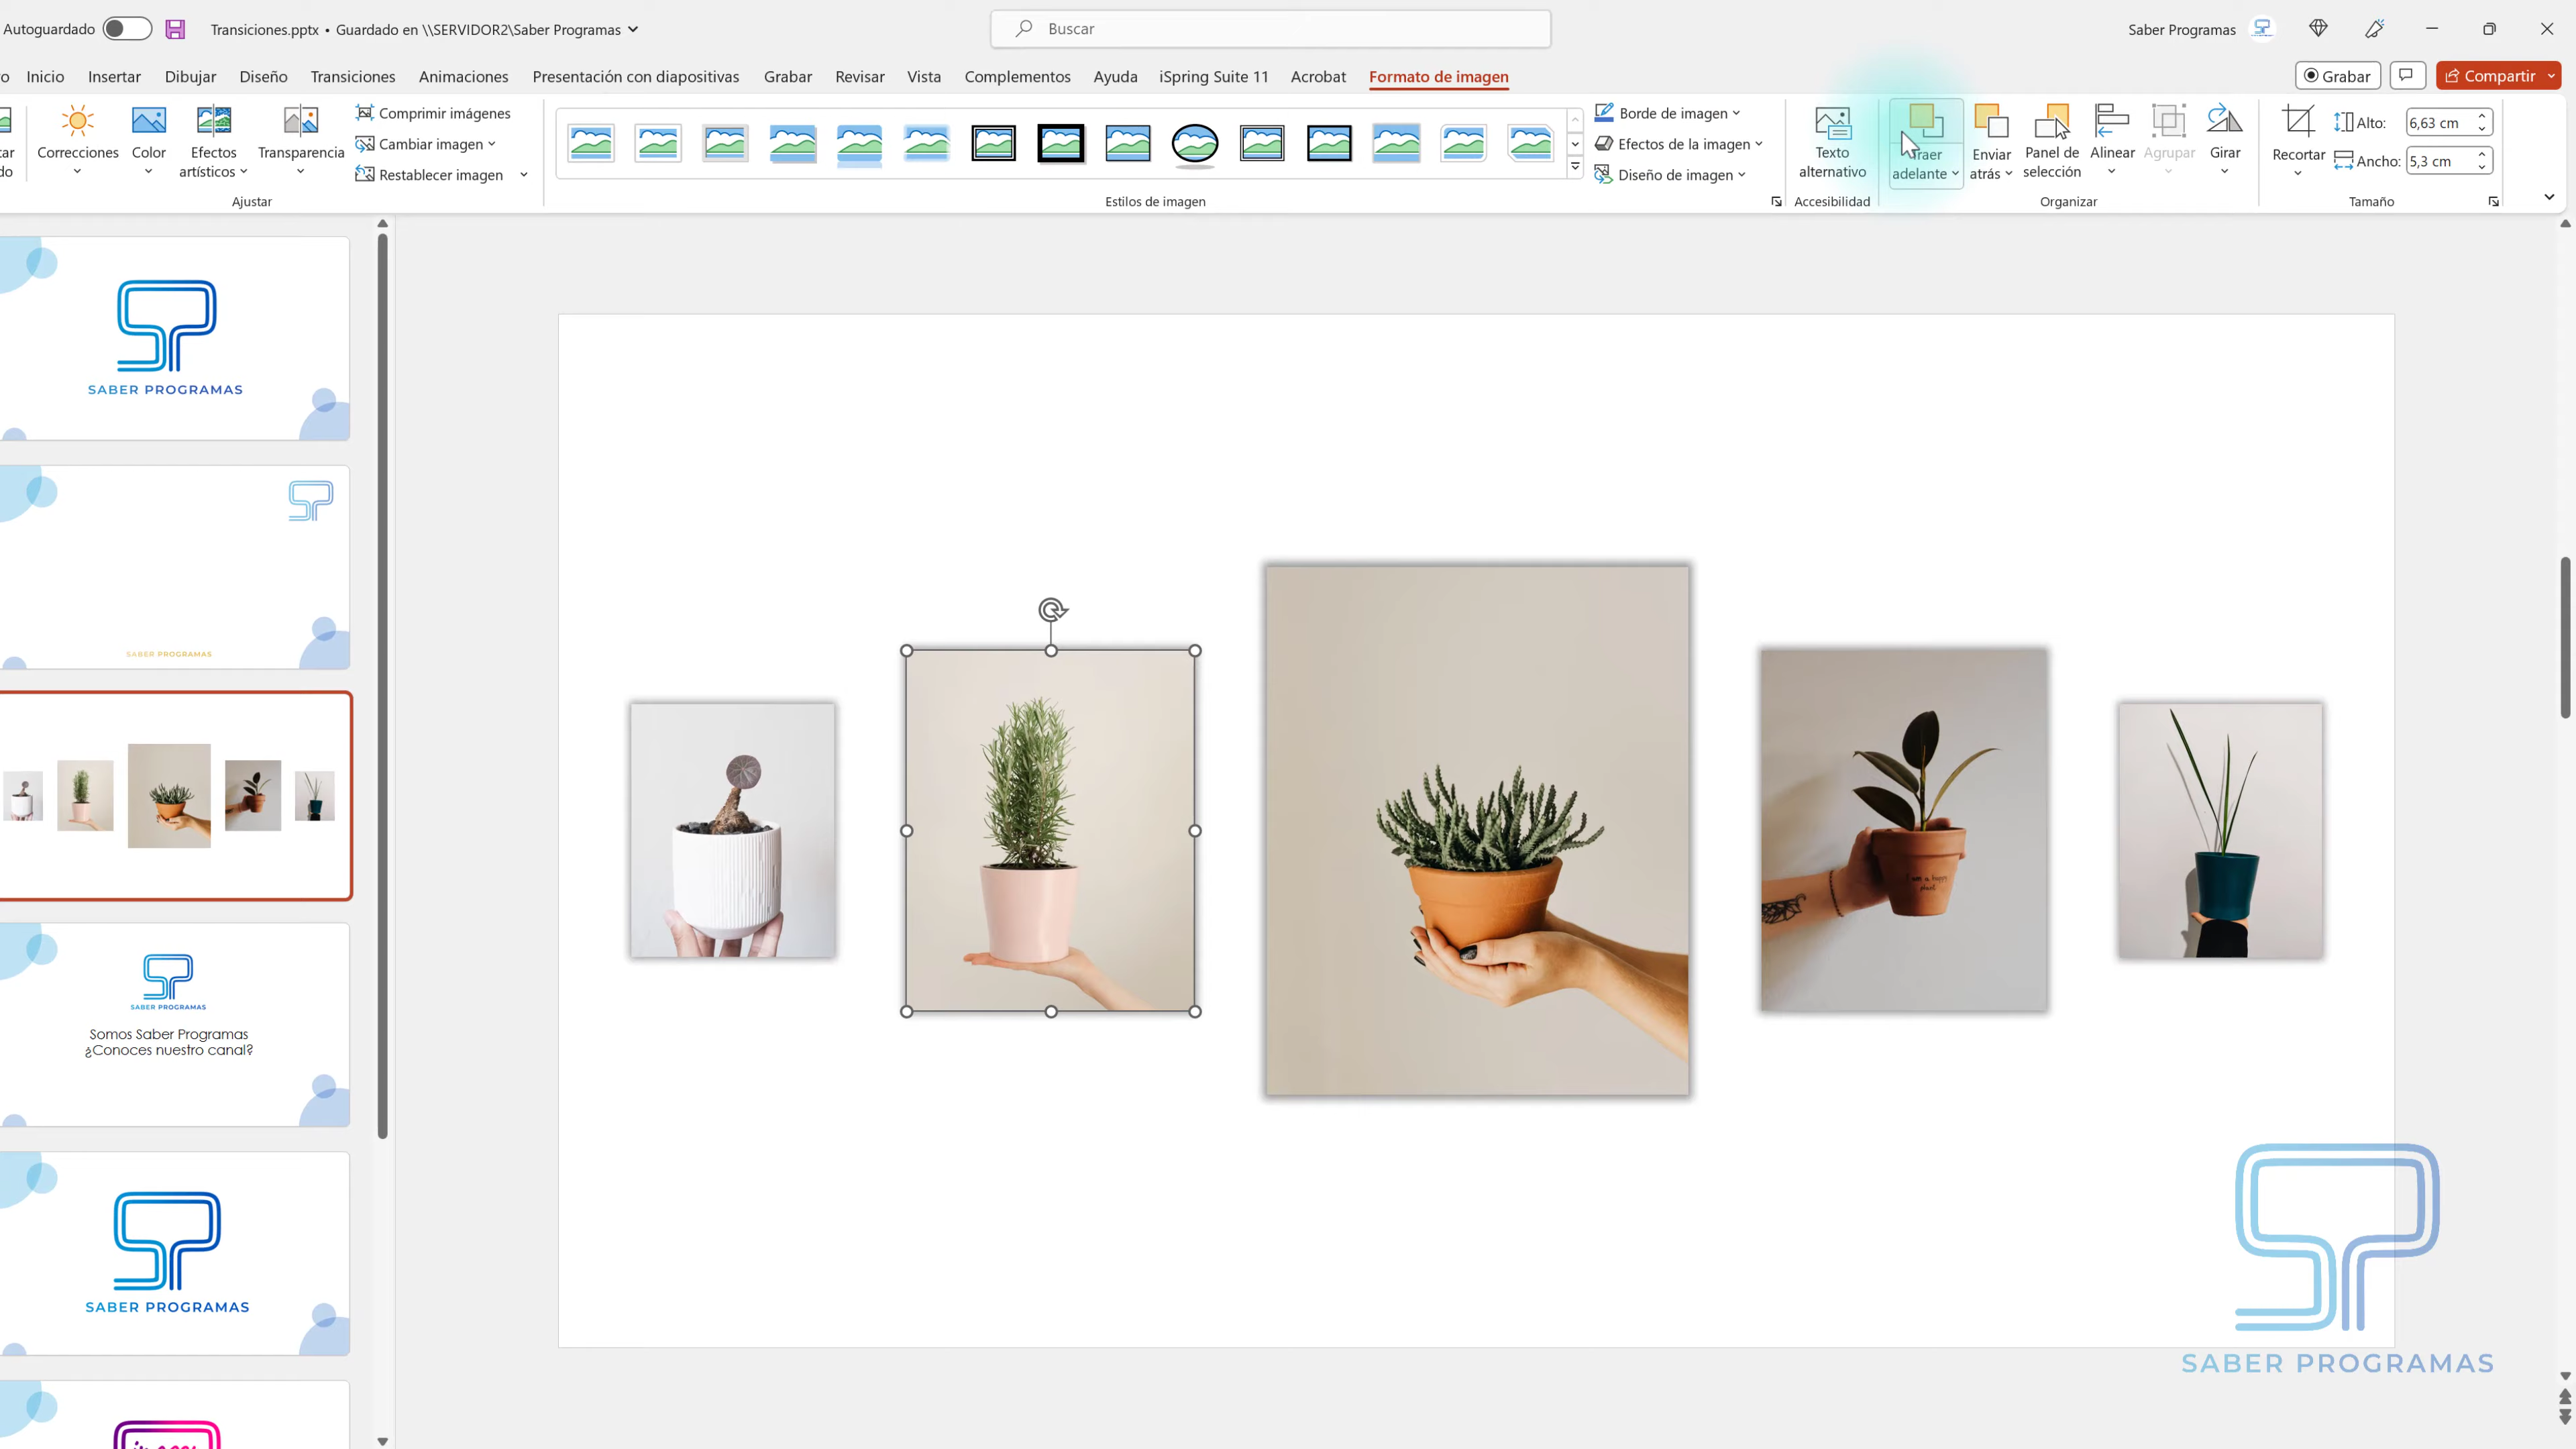 Autoguardado
Transiciones.pptx • Guardado en \\SERVIDOR2\Saber Programas
Buscar
Saber Programas
Inicio Insertar Dibujar Diseño Transiciones Animaciones Presentación con diapositivas Grabar Revisar Vista Complementos Ayuda iSpring Suite 11 Acrobat Formato de imagen
Grabar
Compartir
Correcciones
Color
Efectos
artísticos
Transparencia
Comprimir imágenes
Cambiar imagen
Restablecer imagen
Ajustar
Estilos de imagen
Borde de imagen
Efectos de la imagen
Diseño de imagen
Texto
alternativo
Accesibilidad
Traer
adelante
Enviar
atrás
Panel de
selección
Alinear
Agrupar
Girar
Organizar
Recortar
Alto: 6,63 cm
Ancho: 5,3 cm
Tamaño
SABER PROGRAMAS
SABER PROGRAMAS
SABER PROGRAMAS
Somos Saber Programas
¿Conoces nuestro canal?
SABER PROGRAMAS
I am a happy
plant
SABER PROGRAMAS